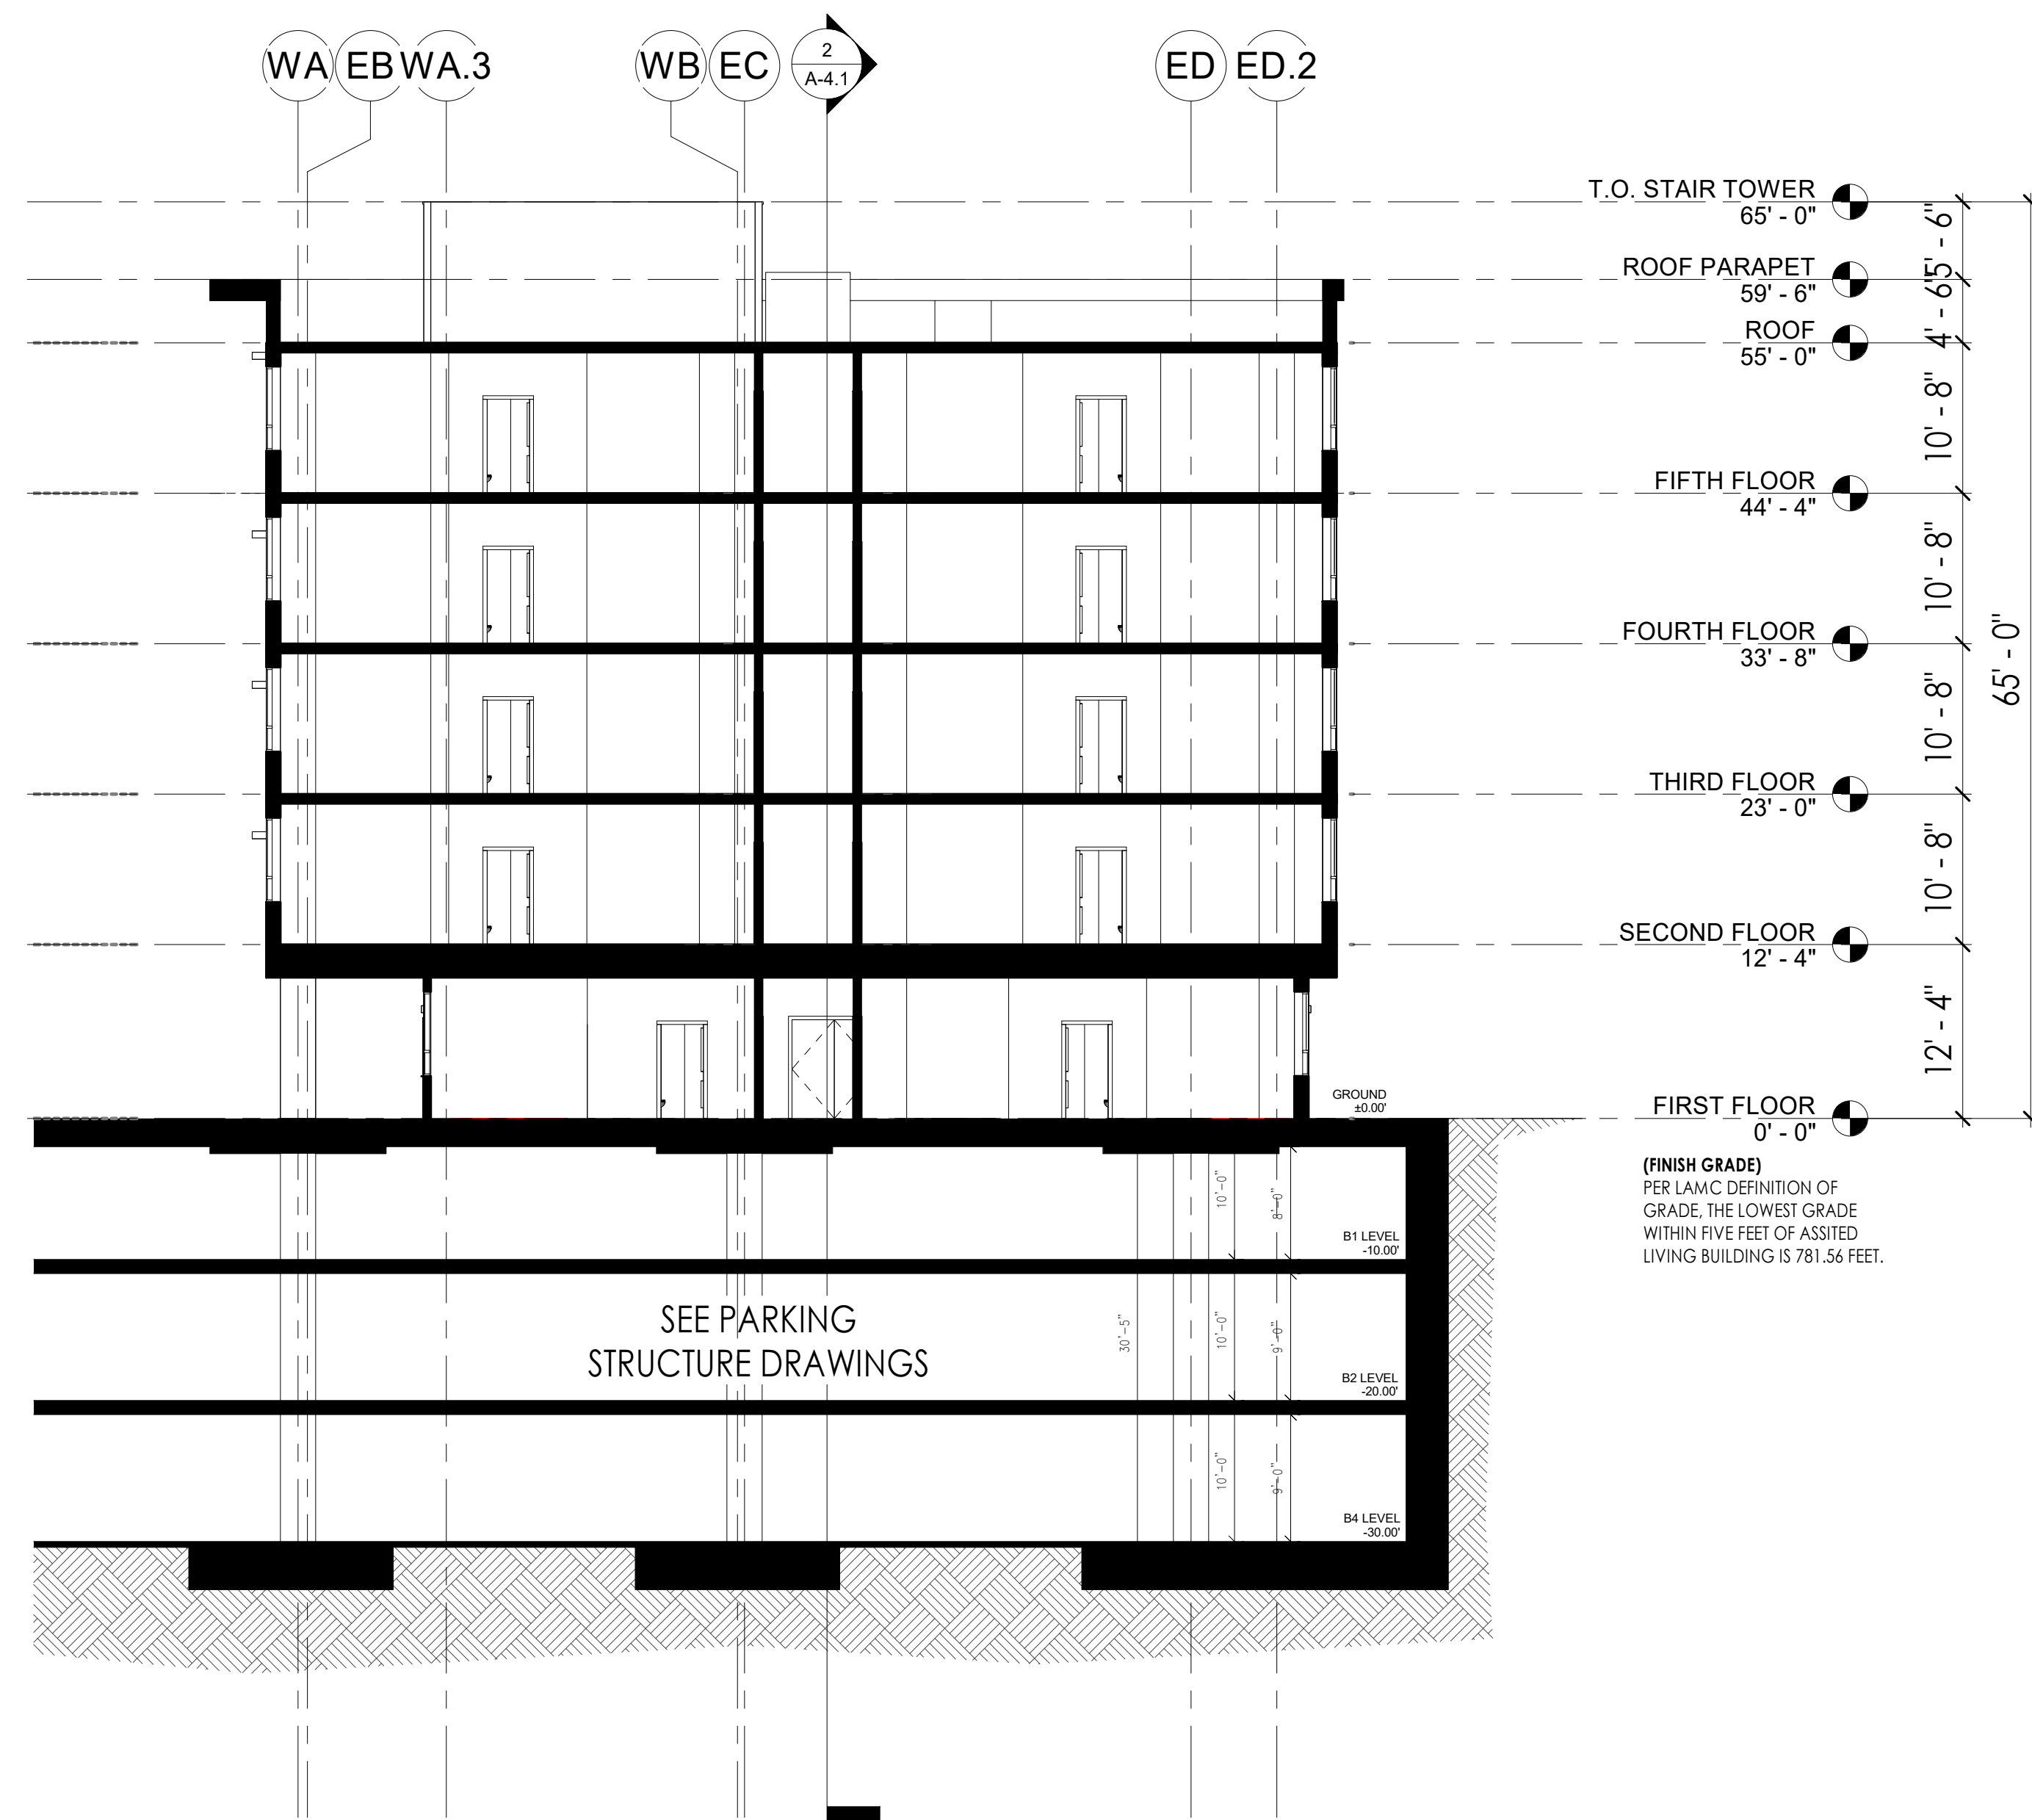 WA EB WA.3 WB EC 2 ED ED.2
A-4.1
T.O. STAIR TOWER
65' - 0"
5' - 6"
ROOF PARAPET
59' - 6"
4' - 6"
ROOF
55' - 0"
10' - 8"
FIFTH FLOOR
44' - 4"
10' - 8"
FOURTH FLOOR
33' - 8"
65' - 0"
10' - 8"
THIRD FLOOR
23' - 0"
10' - 8"
SECOND FLOOR
12' - 4"
12' - 4"
GROUND
±0.00'
FIRST FLOOR
0' - 0"
(FINISH GRADE)
PER LAMC DEFINITION OF
GRADE, THE LOWEST GRADE
WITHIN FIVE FEET OF ASSITED
LIVING BUILDING IS 781.56 FEET.
10'-0"
8'-0"
B1 LEVEL
-10.00'
SEE PARKING
STRUCTURE DRAWINGS
30'-5"
10'-0"
9'-0"
B2 LEVEL
-20.00'
10'-0"
9'-0"
B4 LEVEL
-30.00'